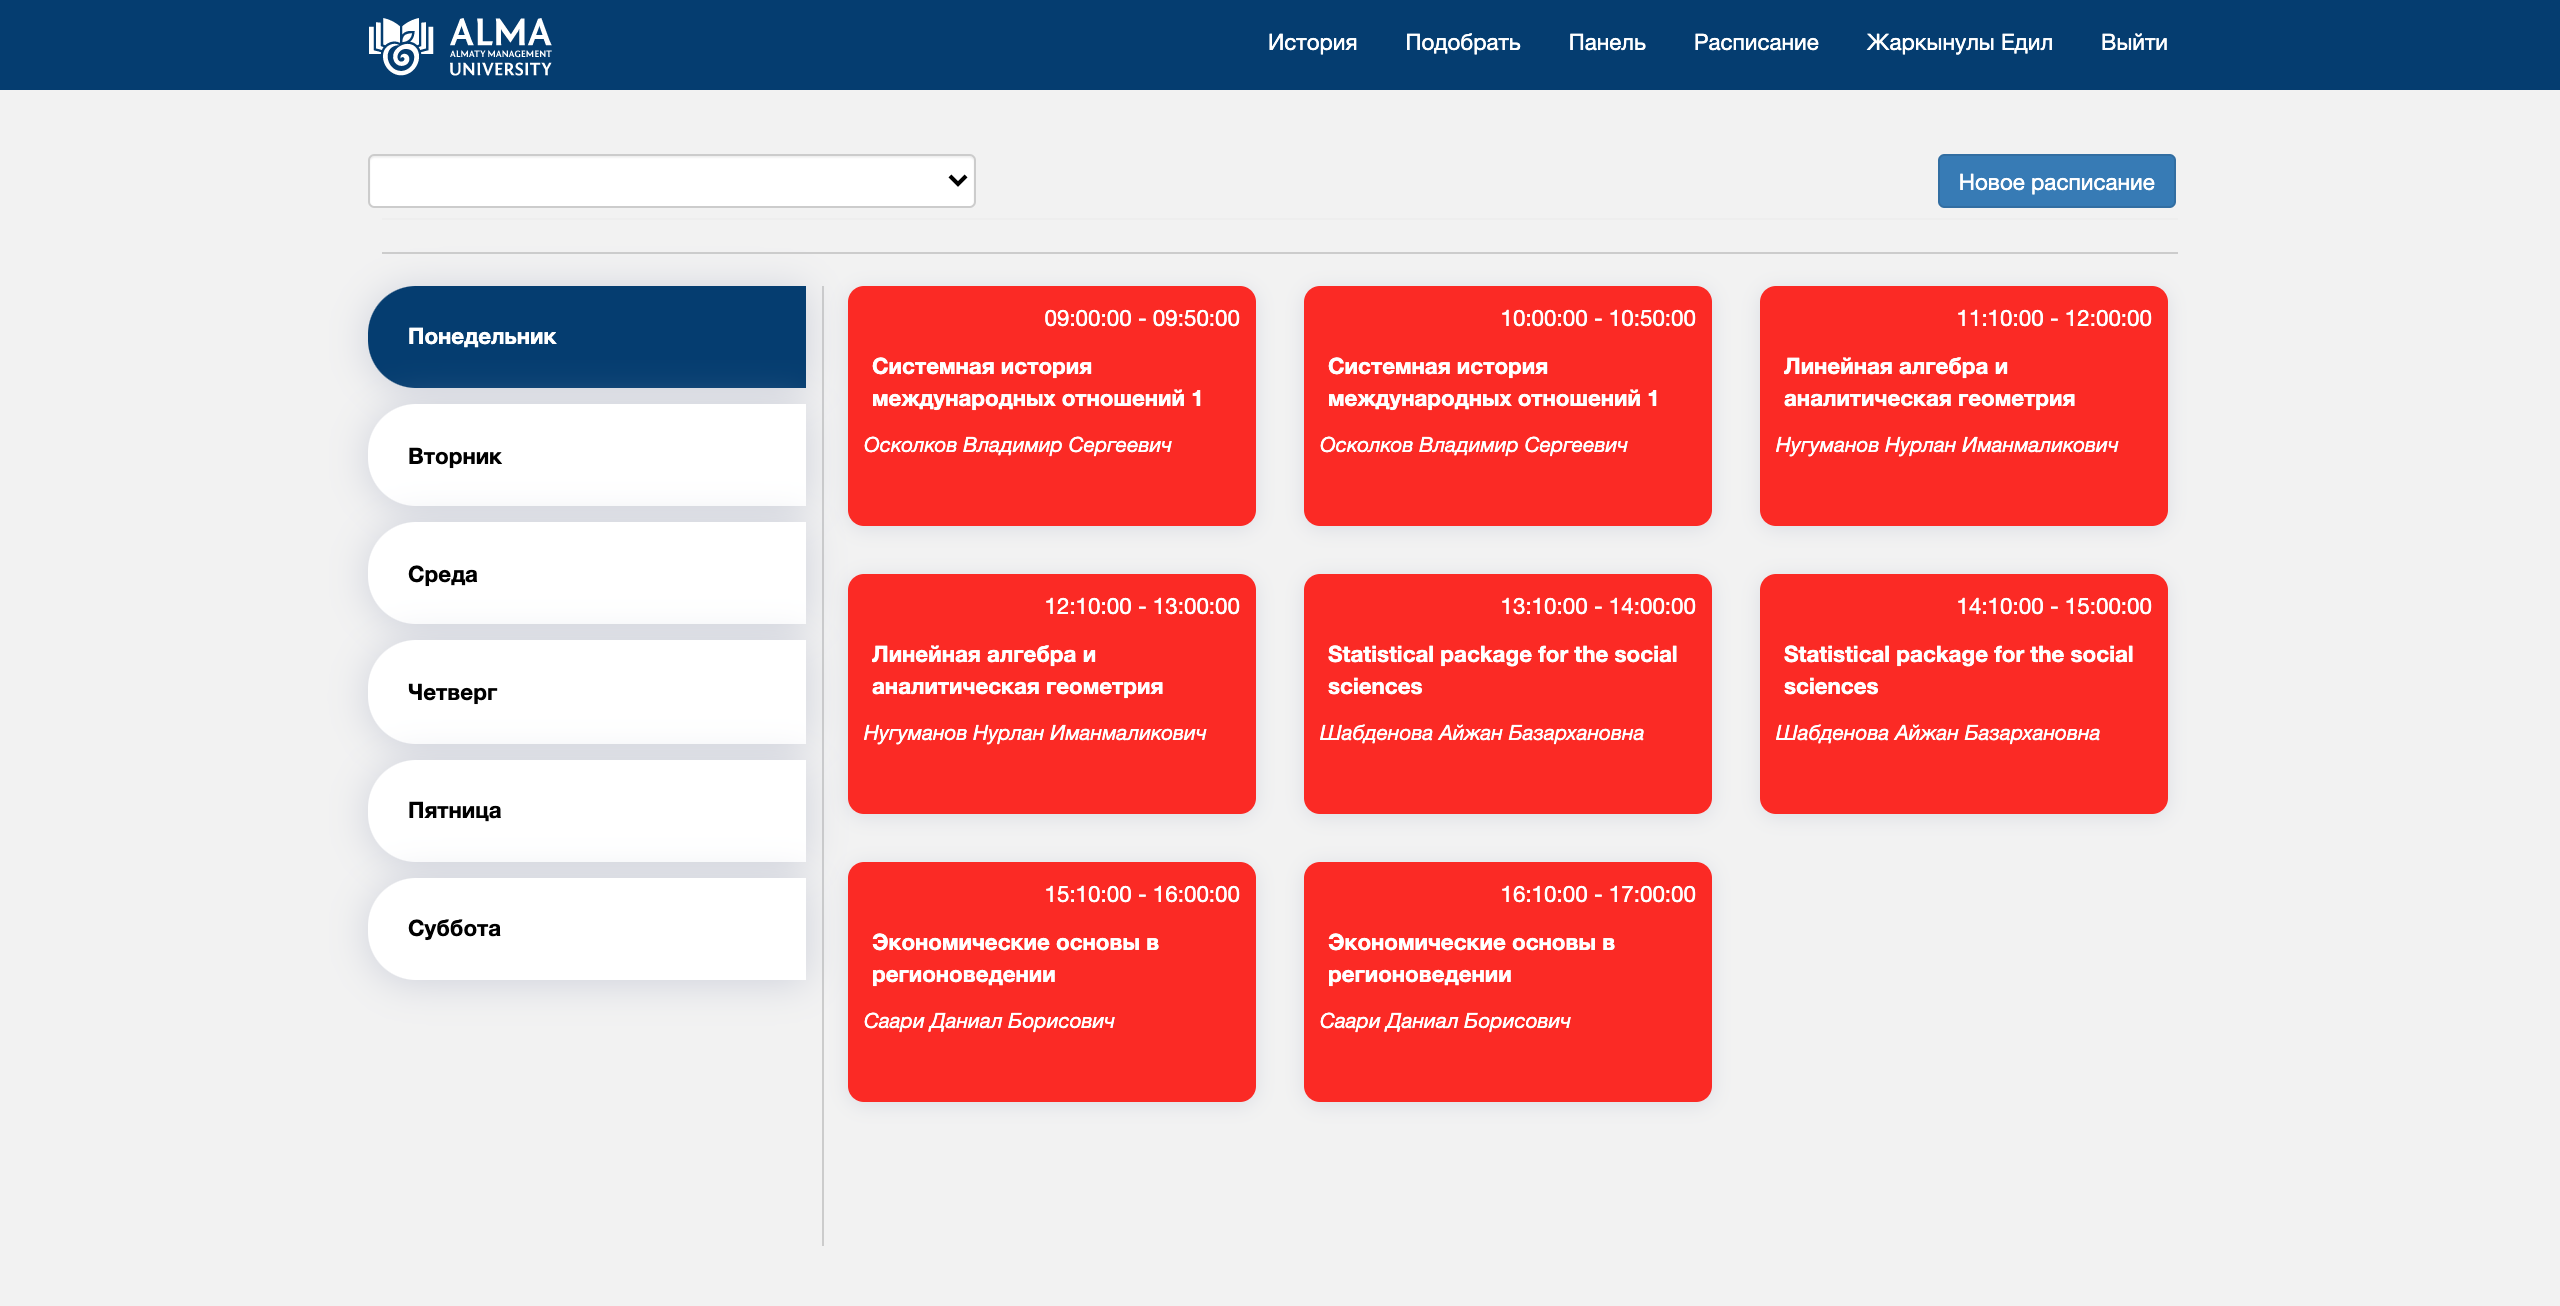 ALMA
ALMATY MANAGEMENT
UNIVERSITY
История
Подобрать
Панель
Расписание
Жаркынулы Едил
Выйти
Новое расписание
Понедельник
Вторник
Среда
Четверг
Пятница
Суббота
09:00:00 - 09:50:00
Системная история
международных отношений 1
Осколков Владимир Сергеевич
10:00:00 - 10:50:00
Системная история
международных отношений 1
Осколков Владимир Сергеевич
11:10:00 - 12:00:00
Линейная алгебра и
аналитическая геометрия
Нугуманов Нурлан Иманмаликович
12:10:00 - 13:00:00
Линейная алгебра и
аналитическая геометрия
Нугуманов Нурлан Иманмаликович
13:10:00 - 14:00:00
Statistical package for the social
sciences
Шабденова Айжан Базархановна
14:10:00 - 15:00:00
Statistical package for the social
sciences
Шабденова Айжан Базархановна
15:10:00 - 16:00:00
Экономические основы в
регионоведении
Саари Даниал Борисович
16:10:00 - 17:00:00
Экономические основы в
регионоведении
Саари Даниал Борисович